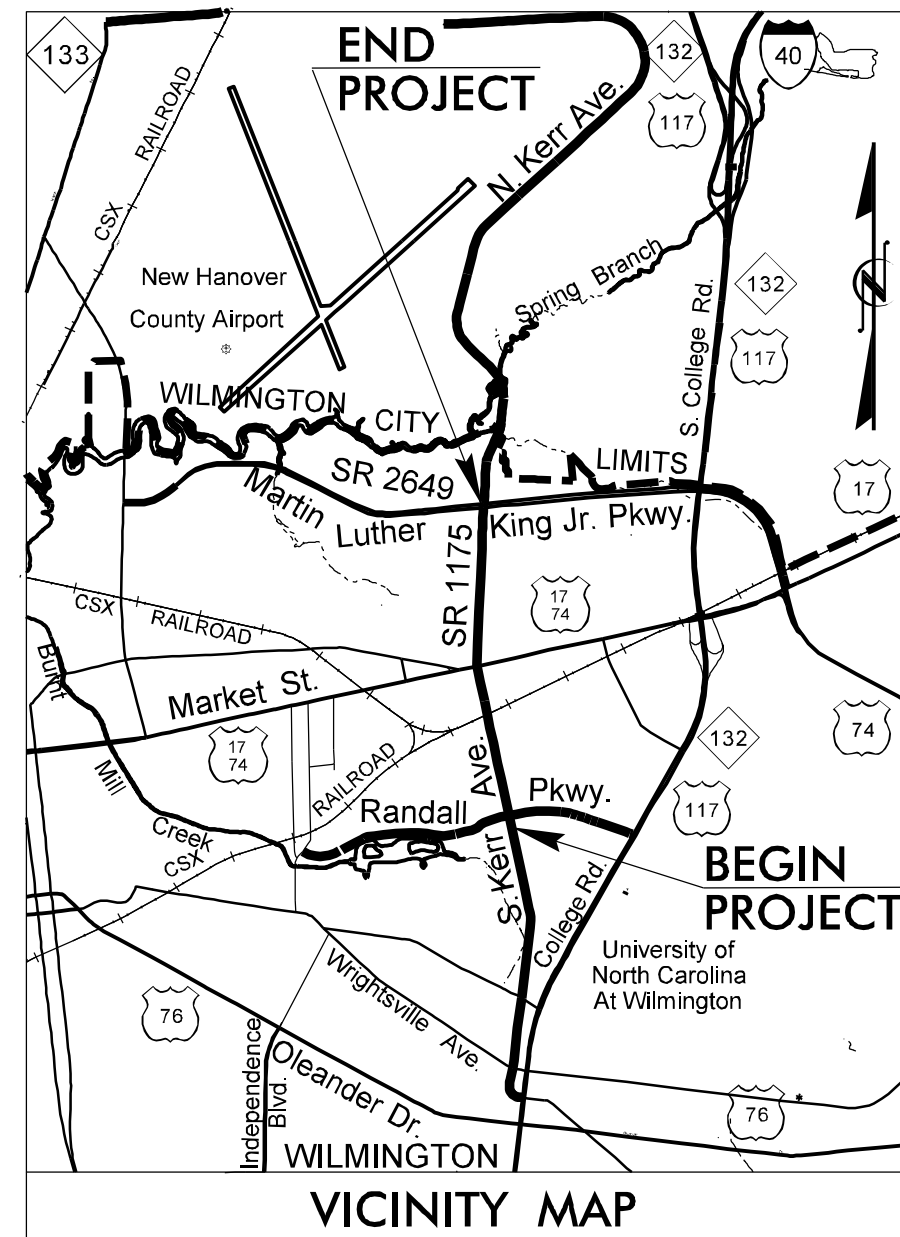 133
RAILROAD
CSX
END
PROJECT
132
117
40
N. Kerr Ave.
New Hanover
County Airport
Spring Branch
S. College Rd.
132
117
N
WILMINGTON
CITY
LIMITS
SR 2649
17
Martin
Luther
King Jr. Pkwy.
SR 1175
17
74
CSX
RAILROAD
Burnt
Mill
Creek
Market St.
17
74
RAILROAD
CSX
132
74
117
Randall
Pkwy.
S. Kerr
Ave.
BEGIN
PROJECT
College Rd.
University of
North Carolina
At Wilmington
76
Wrightsville Ave.
Independence
Blvd.
Oleander Dr.
76
WILMINGTON
VICINITY MAP